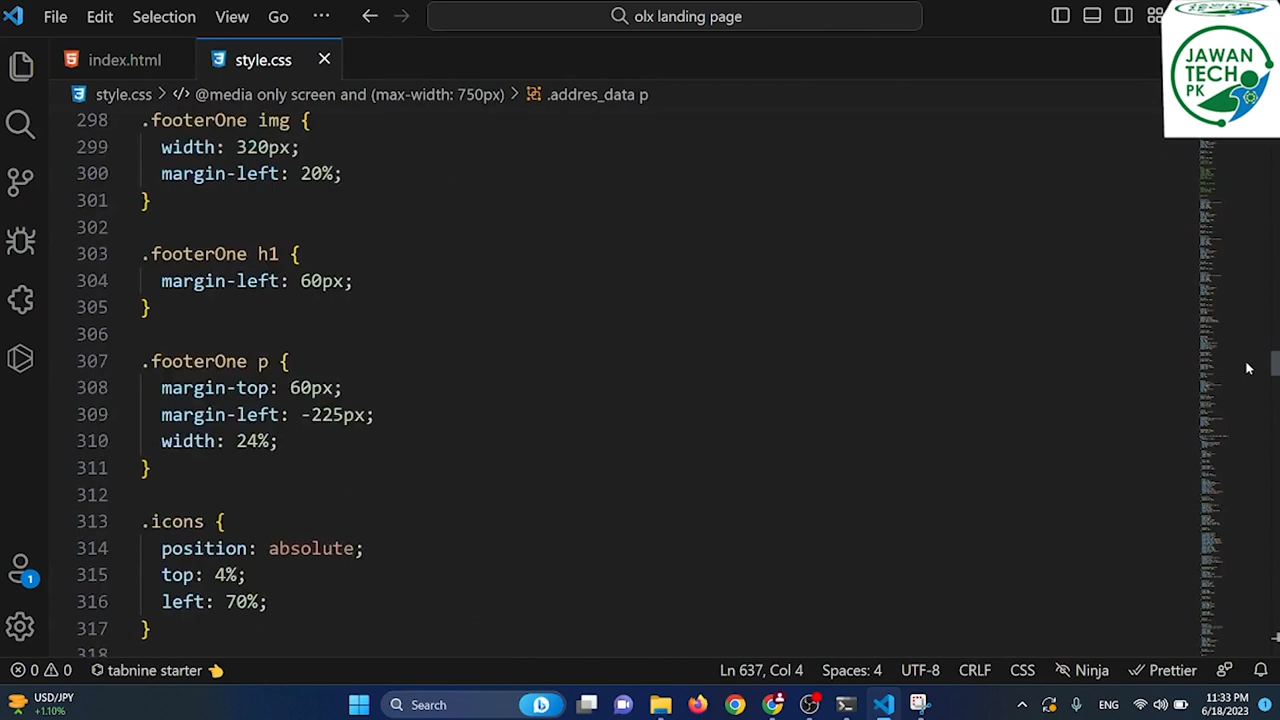 File Edit Selection View Go ··· ok landing page
JAWAN
TECH
PK
index.html style.css
style.css @media only screen and (max-width: 750px) .adres_data p
298 .footerOne img {
299 width: 320px;
300 margin-left: 20%;
301 }
302
303 .footerOne h1 {
304 margin-left: 60px;
305 }
306
307 .footerOne p {
308 margin-top: 60px;
309 margin-left: -225px;
310 width: 24%;
311 }
312
313 .icons {
314 position: absolute;
315 top: 4%;
316 left: 70%;
317 }
318
1
0 0 tabnine starter Ln 671, Col 4 Spaces: 4 UTF-8 CRLF CSS Ninja Prettier
USD/JPY
+1.10%
Search
ENG
11:33 PM
6/18/2023
1